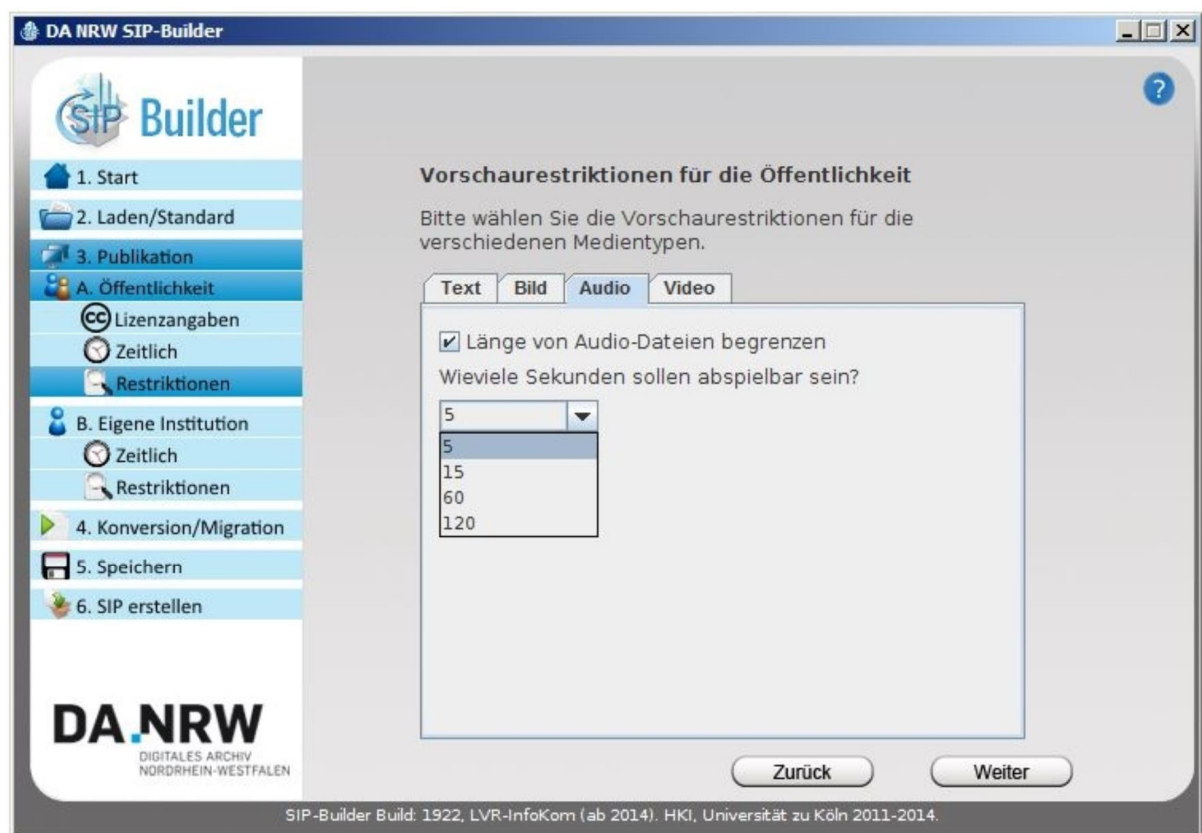 DA NRW SIP-Builder
SIP Builder
?
1. Start
2. Laden/Standard
3. Publikation
A. Öffentlichkeit
cc Lizenzangaben
Zeitlich
Restriktionen
B. Eigene Institution
Zeitlich
Restriktionen
4. Konversion/Migration
5. Speichern
6. SIP erstellen
DA.NRW
DIGITALES ARCHIV
NORDRHEIN-WESTFALEN
Vorschaurestriktionen für die Öffentlichkeit
Bitte wählen Sie die Vorschaurestriktionen für die
verschiedenen Medientypen.
Text Bild Audio Video
Länge von Audio-Dateien begrenzen
Wieviele Sekunden sollen abspielbar sein?
5
5
15
60
120
Zurück Weiter
SIP-Builder Build: 1922, LVR-InfoKom (ab 2014). HKI, Universität zu Köln 2011-2014.